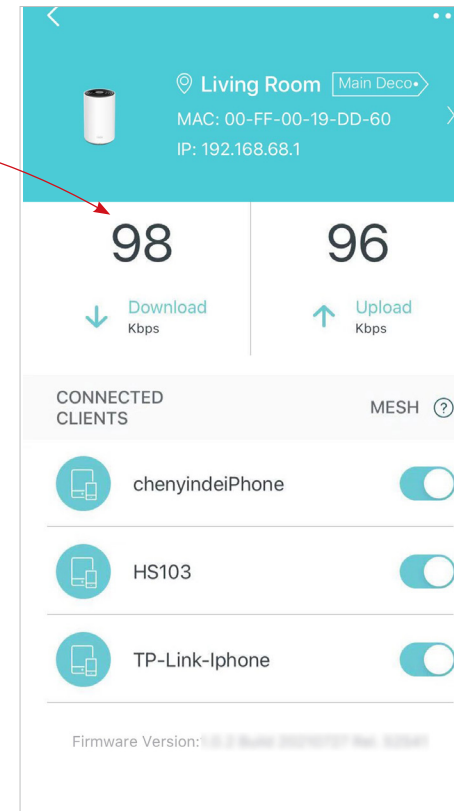 Living Room Main Deco
MAC: 00-FF-00-19-DD-60
IP: 192.168.68.1
98 96
Download Upload
Kbps Kbps
CONNECTED
CLIENTS
MESH ?
chenyindeiPhone
HS103
TP-Link-Iphone
Firmware Version: